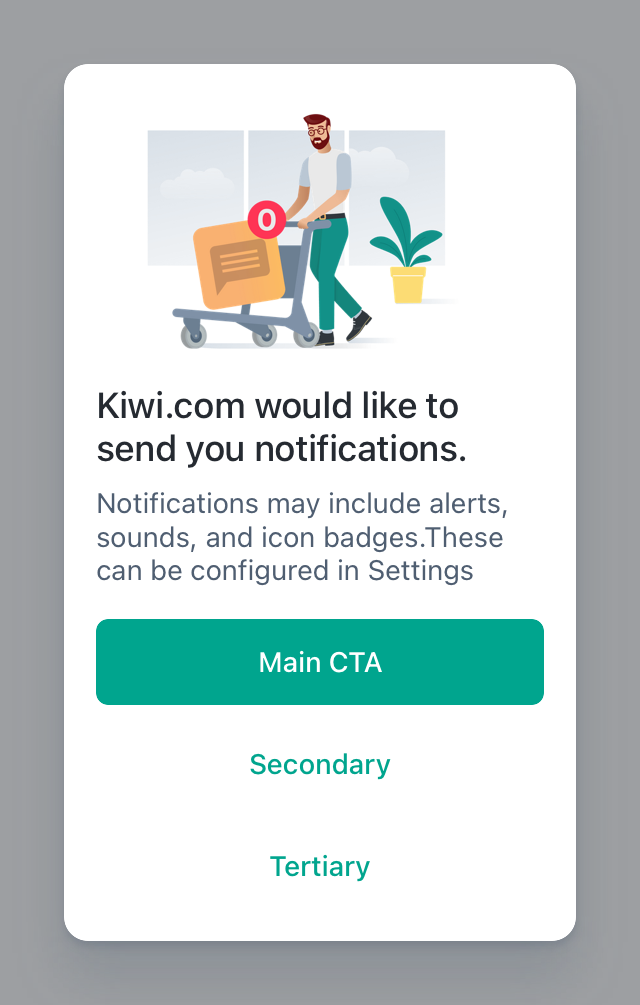 0
Kiwi.com would like to
send you notifications.
Notifications may include alerts,
sounds, and icon badges.These
can be configured in Settings
Main CTA
Secondary
Tertiary